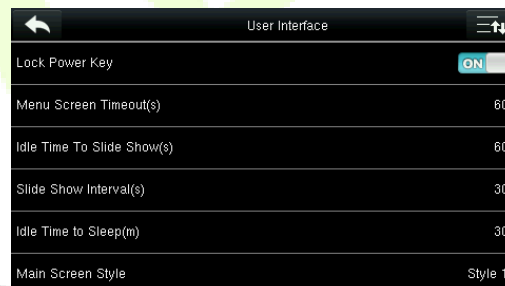 User Interface
Lock Power Key ON
Menu Screen Timeout(s) 60
Idle Time To Slide Show(s) 60
Slide Show Interval(s) 30
Idle Time to Sleep(m) 30
Main Screen Style Style 1